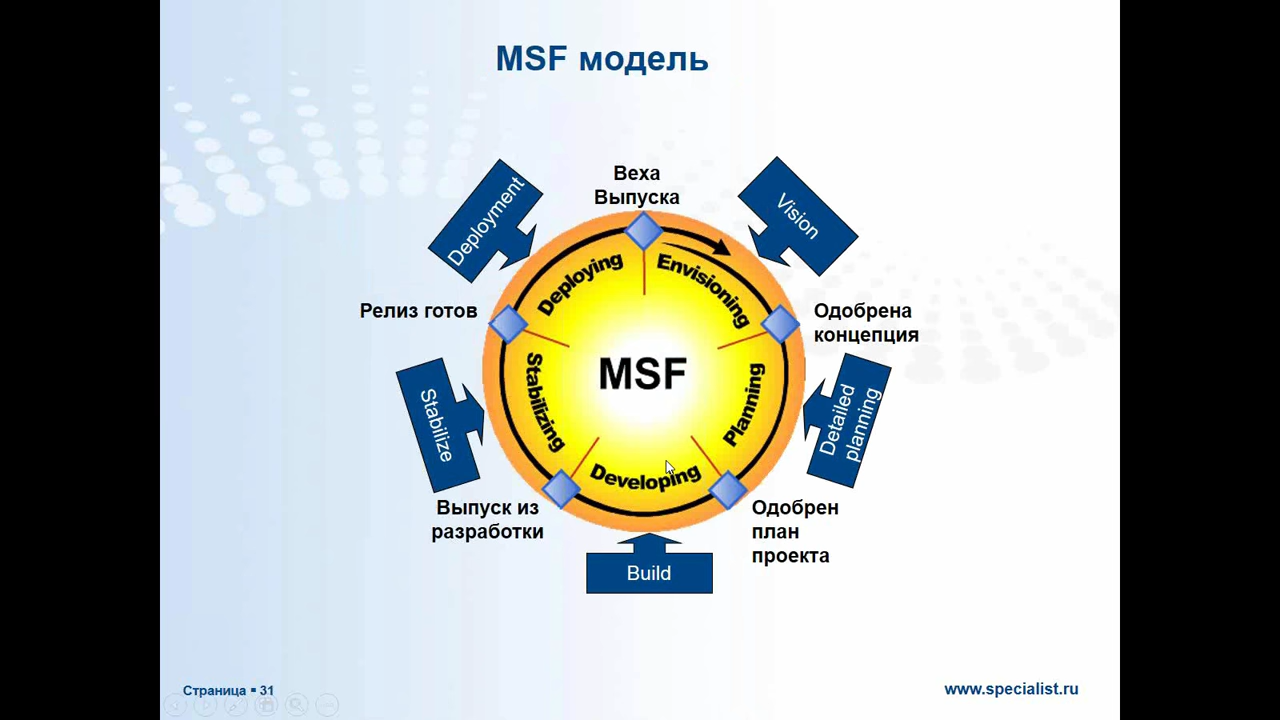 MSF модель
Веха
Выпуска
Deployment
Vision
Deploying
Envisioning
Релиз готов
Одобрена
концепция
MSF
Stabilizing
Planning
Stabilize
Detailed
planning
Developing
Выпуск из
разработки
Одобрен
план
проекта
Build
Страница ▪ 31
www.specialist.ru